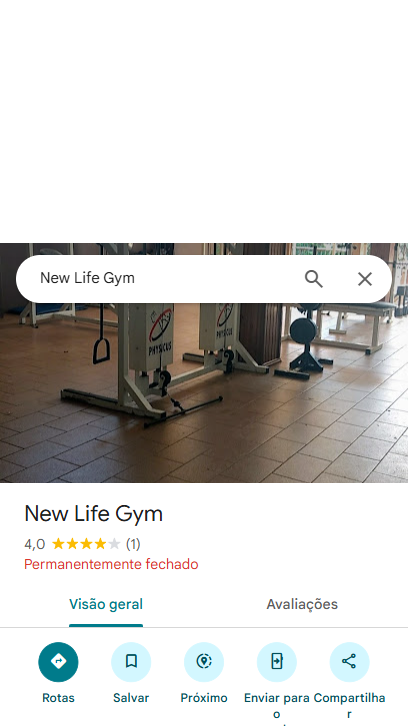 New Life Gym
PHYSICUS
PHYSICUS
New Life Gym
4,0 (1)
Permanentemente fechado
Visão geral Avaliações
Rotas Salvar Próximo Enviar para o Compartilhar